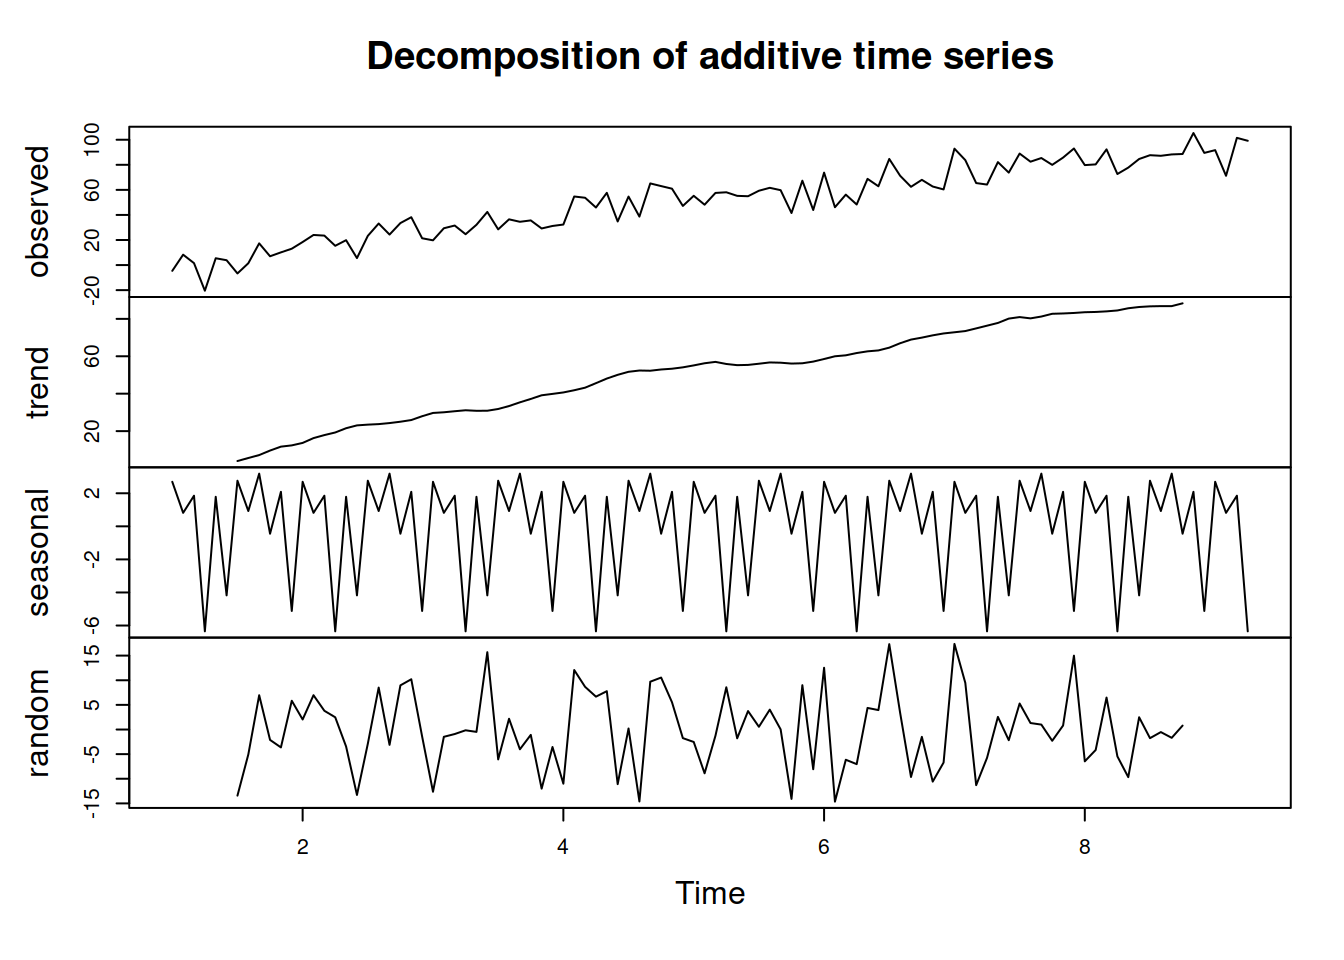 Decomposition of additive time series
observed
-20 20 60 100
trend
20 60
seasonal
-6 -2 2
random
-15 -5 5 15
2 4 6 8
Time